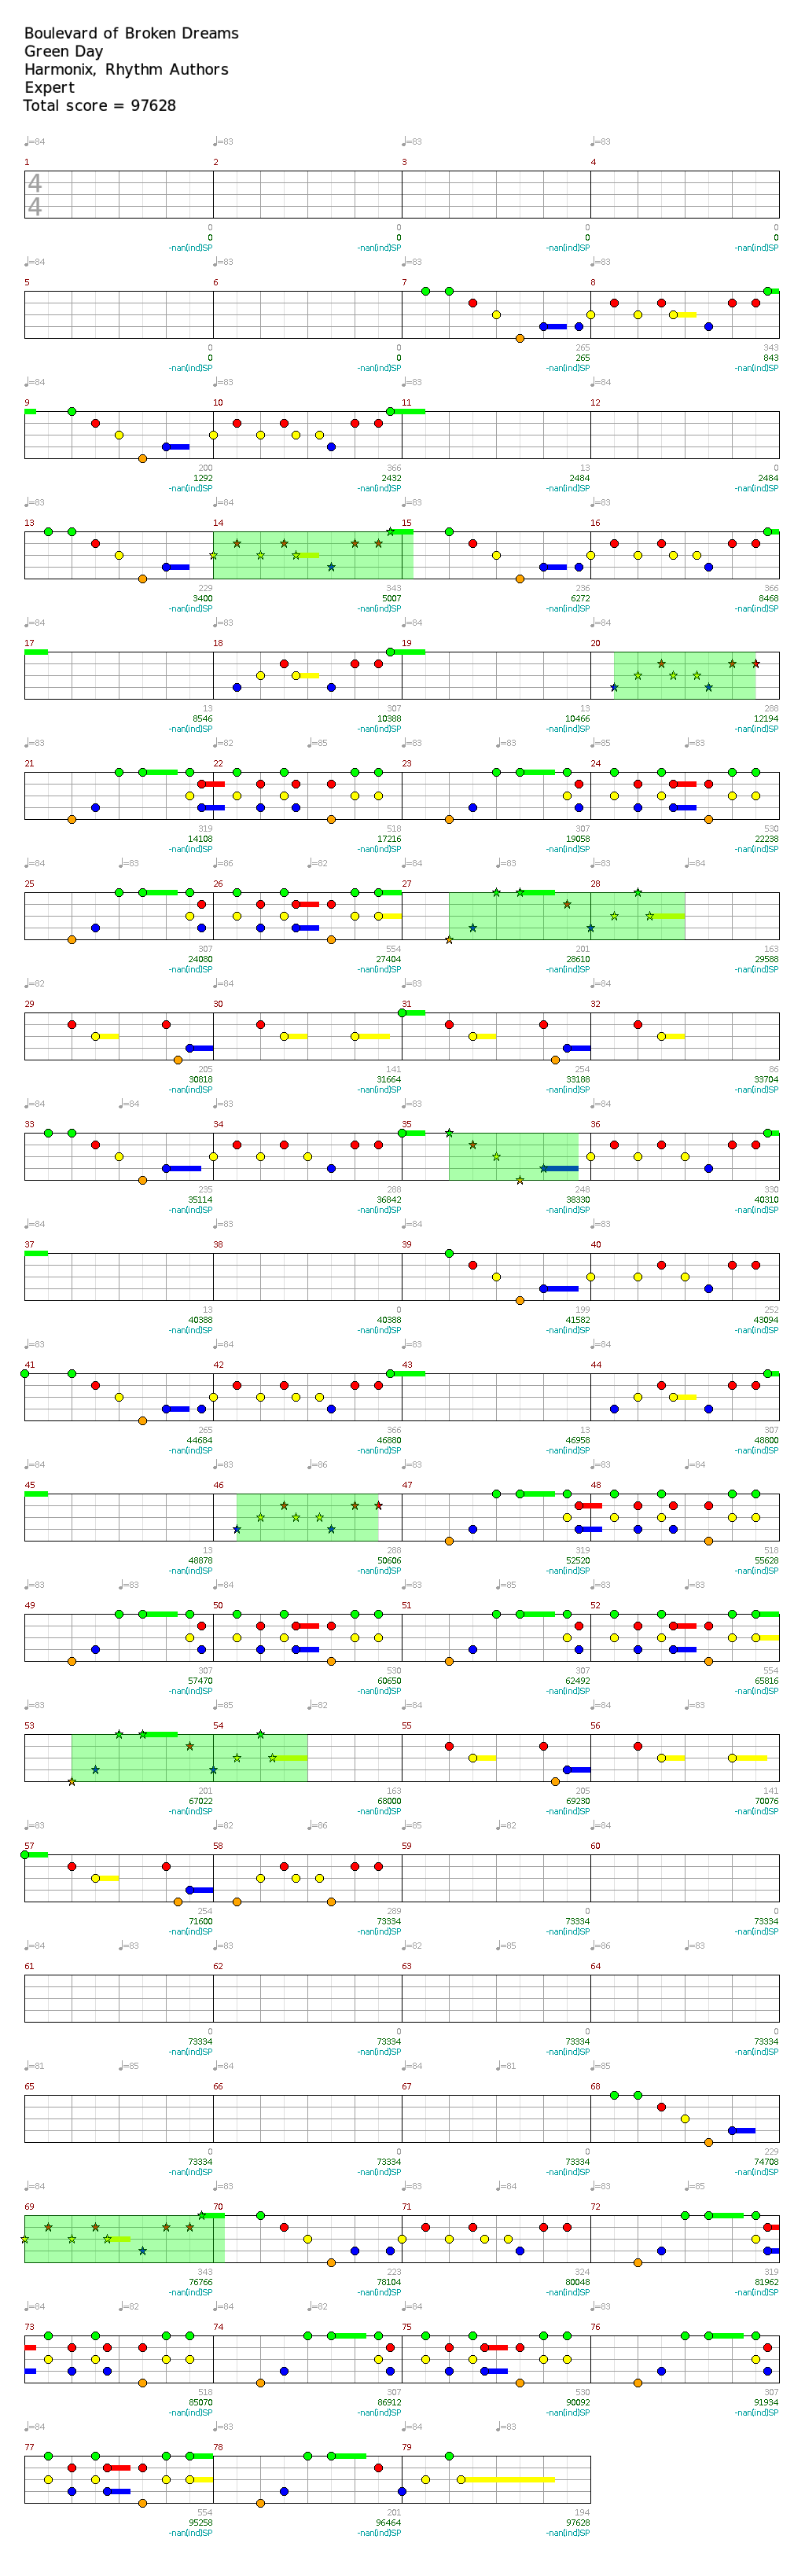 Boulevard of Broken Dreams
Green Day
Harmonix, Rhythm Authors
Expert
Total score = 97628
♩=84 ♩=83 ♩=83 ♩=83
1 2 3 4
4
4
0 0 0 0
0 0 0 0
-nan(ind)SP -nan(ind)SP -nan(ind)SP -nan(ind)SP
♩=84 ♩=83 ♩=83 ♩=84
5 6 7 8
0 0 265 343
0 0 265 843
-nan(ind)SP -nan(ind)SP -nan(ind)SP -nan(ind)SP
♩=84 ♩=83 ♩=83
9 10 11 12
200 366 13 0
1292 2432 2484 2484
-nan(ind)SP -nan(ind)SP -nan(ind)SP -nan(ind)SP
♩=83 ♩=84 ♩=83
13 14 15 16
229 343 236 366
3400 5007 6272 8468
-nan(ind)SP -nan(ind)SP -nan(ind)SP -nan(ind)SP
♩=84 ♩=83 ♩=84 ♩=84
17 18 19 20
13 307 13 288
8546 10388 10466 12194
-nan(ind)SP -nan(ind)SP -nan(ind)SP -nan(ind)SP
♩=83 ♩=82 ♩=85 ♩=83 ♩=83 ♩=85 ♩=83
21 22 23 24
319 518 307 530
14108 17216 19058 22238
-nan(ind)SP -nan(ind)SP -nan(ind)SP -nan(ind)SP
♩=84 ♩=83 ♩=86 ♩=82 ♩=84 ♩=83 ♩=83 ♩=84
25 26 27 28
307 554 201 163
24080 27404 28610 29588
-nan(ind)SP -nan(ind)SP -nan(ind)SP -nan(ind)SP
♩=82 ♩=84 ♩=84
29 30 31 32
205 141 254 86
30818 31664 33188 33704
-nan(ind)SP -nan(ind)SP -nan(ind)SP -nan(ind)SP
♩=84 ♩=84 ♩=83 ♩=84 ♩=83
33 34 35 36
235 288 248 330
35114 36842 38330 40310
-nan(ind)SP -nan(ind)SP -nan(ind)SP -nan(ind)SP
♩=84 ♩=83 ♩=84 ♩=83
37 38 39 40
13 0 199 252
40388 40388 41582 43094
-nan(ind)SP -nan(ind)SP -nan(ind)SP -nan(ind)SP
♩=84 ♩=83 ♩=83 ♩=84
41 42 43 44
265 366 13 307
44684 46880 46958 48800
-nan(ind)SP -nan(ind)SP -nan(ind)SP -nan(ind)SP
♩=84 ♩=83 ♩=86 ♩=84 ♩=83
45 46 47 48
13 288 319 518
48878 50606 52520 55628
-nan(ind)SP -nan(ind)SP -nan(ind)SP -nan(ind)SP
♩=83 ♩=83 ♩=84 ♩=83 ♩=85 ♩=83 ♩=84
49 50 51 52
307 530 307 554
57470 60650 62492 65816
-nan(ind)SP -nan(ind)SP -nan(ind)SP -nan(ind)SP
♩=83 ♩=85 ♩=82 ♩=84 ♩=84
53 54 55 56
201 163 205 141
67022 68000 69230 70076
-nan(ind)SP -nan(ind)SP -nan(ind)SP -nan(ind)SP
♩=83 ♩=82 ♩=86 ♩=85 ♩=82 ♩=84
57 58 59 60
254 289 0 0
71600 73334 73334 73334
-nan(ind)SP -nan(ind)SP -nan(ind)SP -nan(ind)SP
♩=84 ♩=83 ♩=83 ♩=82 ♩=85 ♩=86 ♩=83
61 62 63 64
0 0 0 0
73334 73334 73334 73334
-nan(ind)SP -nan(ind)SP -nan(ind)SP -nan(ind)SP
♩=81 ♩=85 ♩=84 ♩=84 ♩=81 ♩=85
65 66 67 68
0 0 0 229
73334 73334 73334 74708
-nan(ind)SP -nan(ind)SP -nan(ind)SP -nan(ind)SP
♩=84 ♩=83 ♩=83 ♩=84 ♩=83 ♩=85
69 70 71 72
343 223 324 319
76766 78104 80048 81962
-nan(ind)SP -nan(ind)SP -nan(ind)SP -nan(ind)SP
♩=84 ♩=82 ♩=84 ♩=82 ♩=84 ♩=83
73 74 75 76
518 307 530 307
85070 86912 90092 91934
-nan(ind)SP -nan(ind)SP -nan(ind)SP -nan(ind)SP
♩=84 ♩=83 ♩=84 ♩=83
77 78 79
554 201 194
95258 96464 97628
-nan(ind)SP -nan(ind)SP -nan(ind)SP